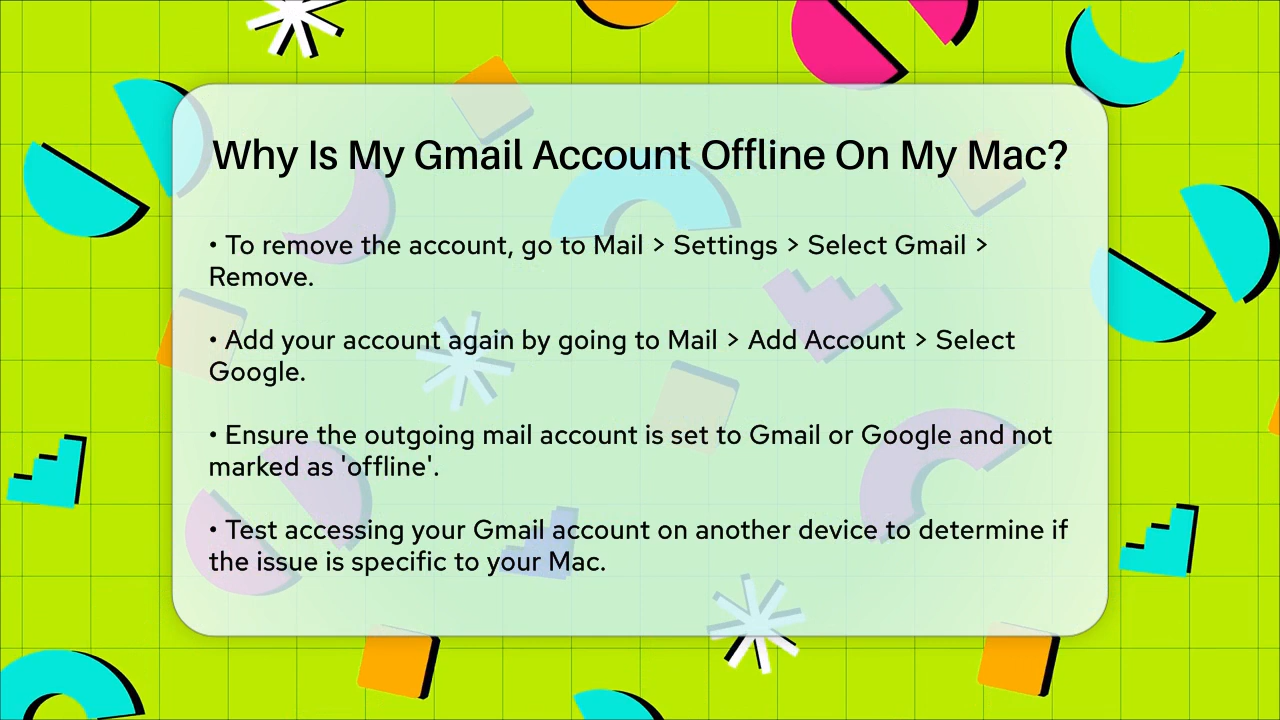 Why Is My Gmail Account Offline On My Mac?
• To remove the account, go to Mail > Settings > Select Gmail >
Remove.
• Add your account again by going to Mail > Add Account > Select
Google.
• Ensure the outgoing mail account is set to Gmail or Google and not
marked as 'offline'.
• Test accessing your Gmail account on another device to determine if
the issue is specific to your Mac.